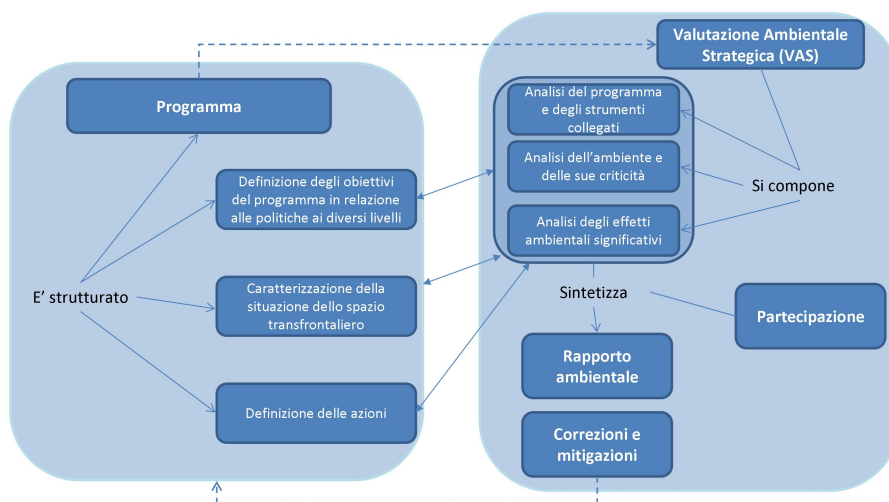 Programma
Definizione degli obiettivi
del programma in relazione
alle politiche ai diversi livelli
E’ strutturato
Caratterizzazione della
situazione dello spazio
transfrontaliero
Definizione delle azioni
Valutazione Ambientale
Strategica (VAS)
Analisi del programma
e degli strumenti
collegati
Analisi dell’ambiente e
delle sue criticità
Analisi degli effetti
ambientali significativi
Si compone
Sintetizza
Partecipazione
Rapporto
ambientale
Correzioni e
mitigazioni